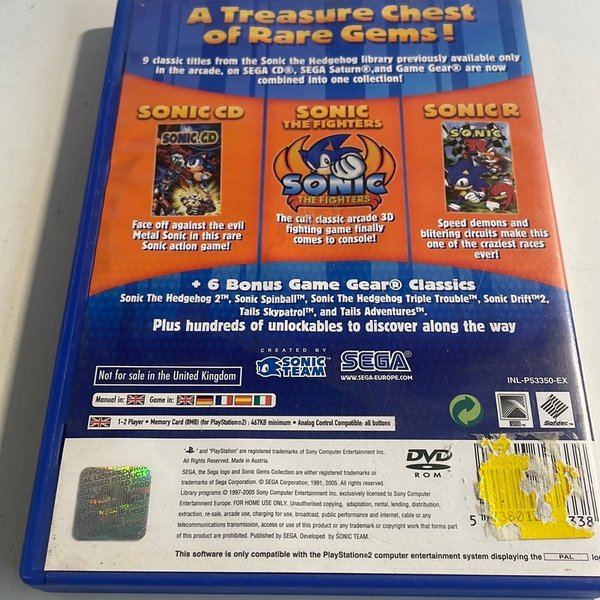 A Treasure Chest
of Rare Gems!
9 classic titles from the Sonic the Hedgehog library previously available only
in the arcade, on SEGA CD®, SEGA Saturn®,and Game Gear® are now
combined into one collection!
SONIC CD
SONIC CD
Face off against the evil
Metal Sonic in this rare
Sonic action game!
SONIC
THE FIGHTERS
SONIC
THE FIGHTERS
The cult classic arcade 3D
fighting game finally
comes to console!
SONIC R
SONIC
R
Speed demons and
blitering circuits make this
one of the craziest races
ever!
+ 6 Bonus Game Gear® Classics
Sonic The Hedgehog 2™, Sonic Spinball™, Sonic The Hedgehog Triple Trouble™, Sonic Drift™2,
Tails Skypatrol™, and Tails Adventures™.
Plus hundreds of unlockables to discover along the way
CREATED BY
SONIC
TEAM
SEGA
WWW.SEGA-EUROPE.COM
Not for sale in the United Kingdom
INL-P53350-EX
Manual in:
Game in:
1-2 Player • Memory Card (8MB) (for PlayStation®2) : 467KB minimum • Analog Control Compatible: all buttons
Sofdec
"PS" and "PlayStation" are registered trademarks of Sony Computer Entertainment Inc.
All Rights Reserved. Made in Austria.
SEGA, the Sega logo and Sonic Gems Collection are either registered trademarks or
trademarks of Sega Corporation. © SEGA Corporation, 1991, 2005. All rights reserved.
Library programs © 1997-2005 Sony Computer Entertainment Inc. exclusively licensed to Sony Computer
Entertainment Europe. FOR HOME USE ONLY. Unauthorised copying, adaptation, rental, lending, distribution,
extraction, re-sale, arcade use, charging for use, broadcast, public performance and internet, cable or any
telecommunications transmission, access or use of this product or any trademark or copyright work that forms part
of this product are prohibited. Published by SEGA. Developed by SONIC TEAM.
DVD
ROM
This software is only compatible with the PlayStation®2 computer entertainment system displaying the PAL